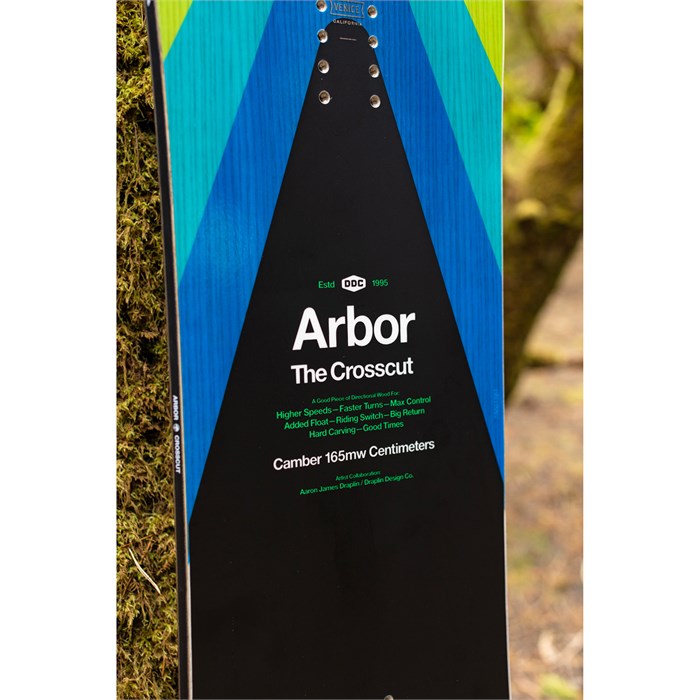 VENICE
CALIFORNIA
Estd DDC 1995
Arbor
The Crosscut
A Good Piece of Directional Wood For:
Higher Speeds—Faster Turns—Max Control
Added Float—Riding Switch—Big Return
Hard Carving—Good Times
Camber 165mw Centimeters
Artist Collaboration:
Aaron James Draplin / Draplin Design Co.
ARBOR CROSSCUT